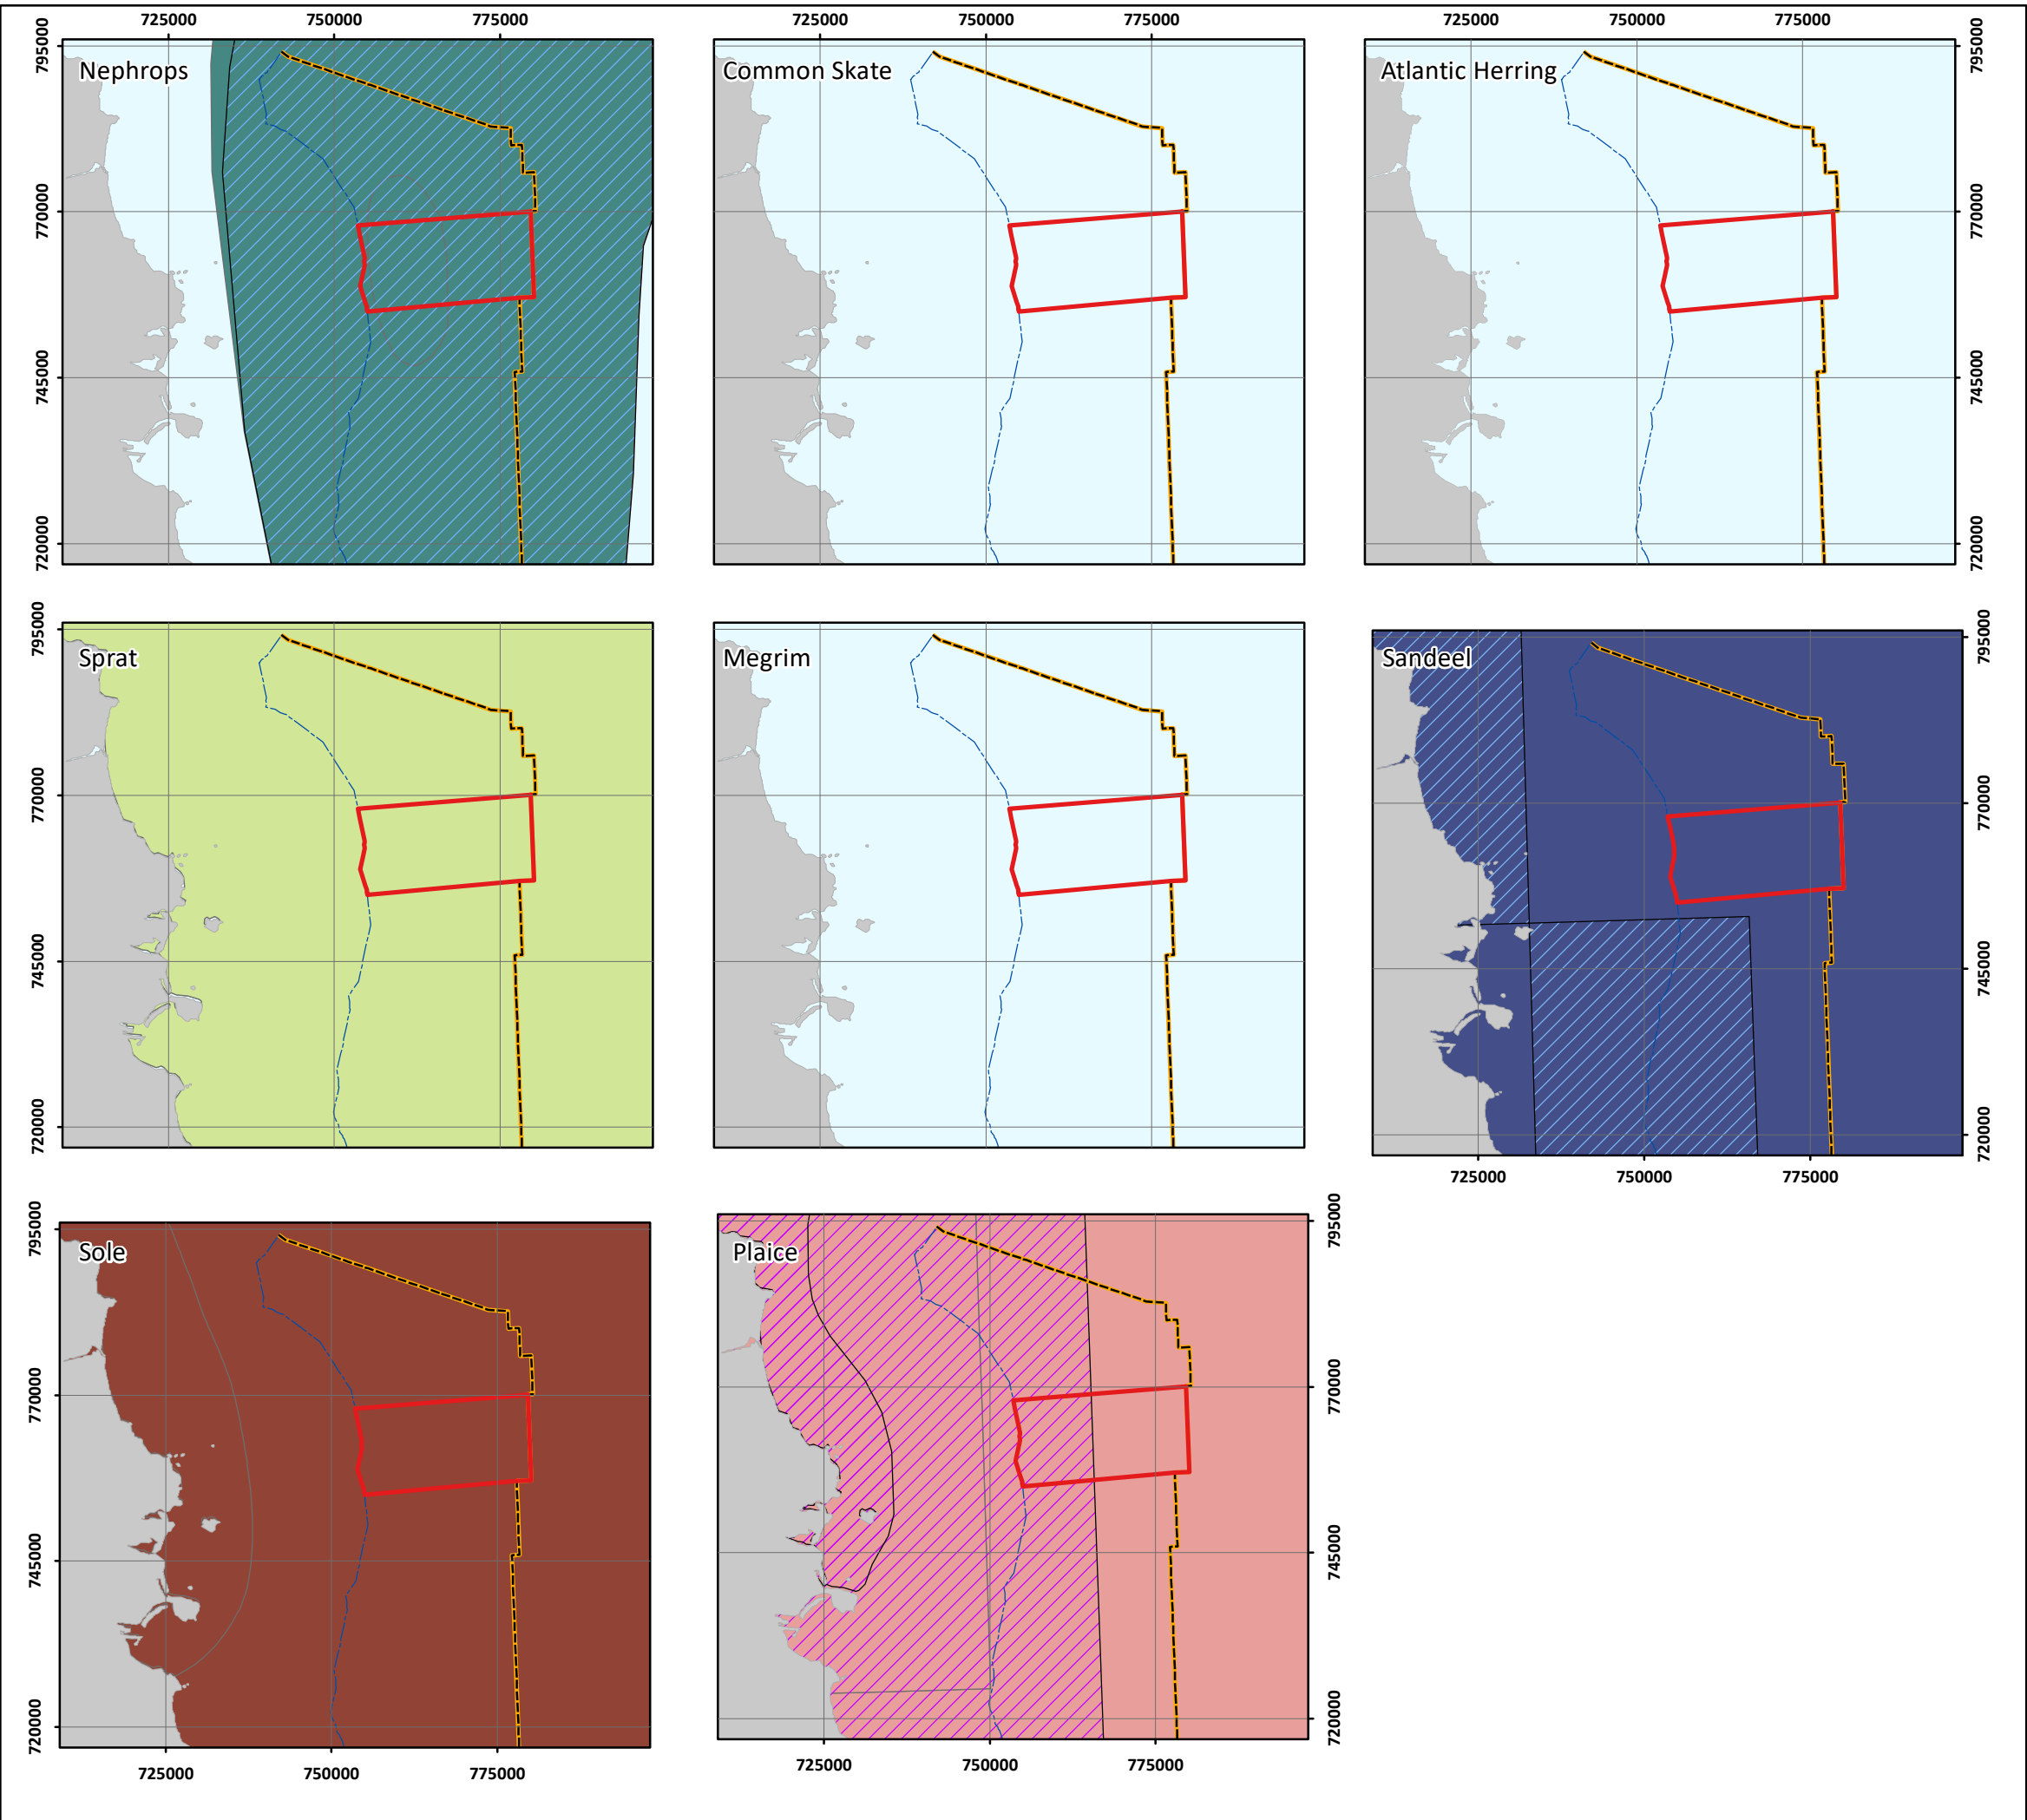 725000 750000 775000 725000 750000 775000 725000 750000 775000
795000 Nephrops Common Skate Atlantic Herring 795000
770000 770000
745000 745000
720000 720000
795000 Sprat Megrim Sandeel 795000
770000 770000
745000 745000
720000 720000
725000 750000 775000
795000 Sole Plaice 795000
770000 770000
745000 745000
720000 720000
725000 750000 775000 725000 750000 775000